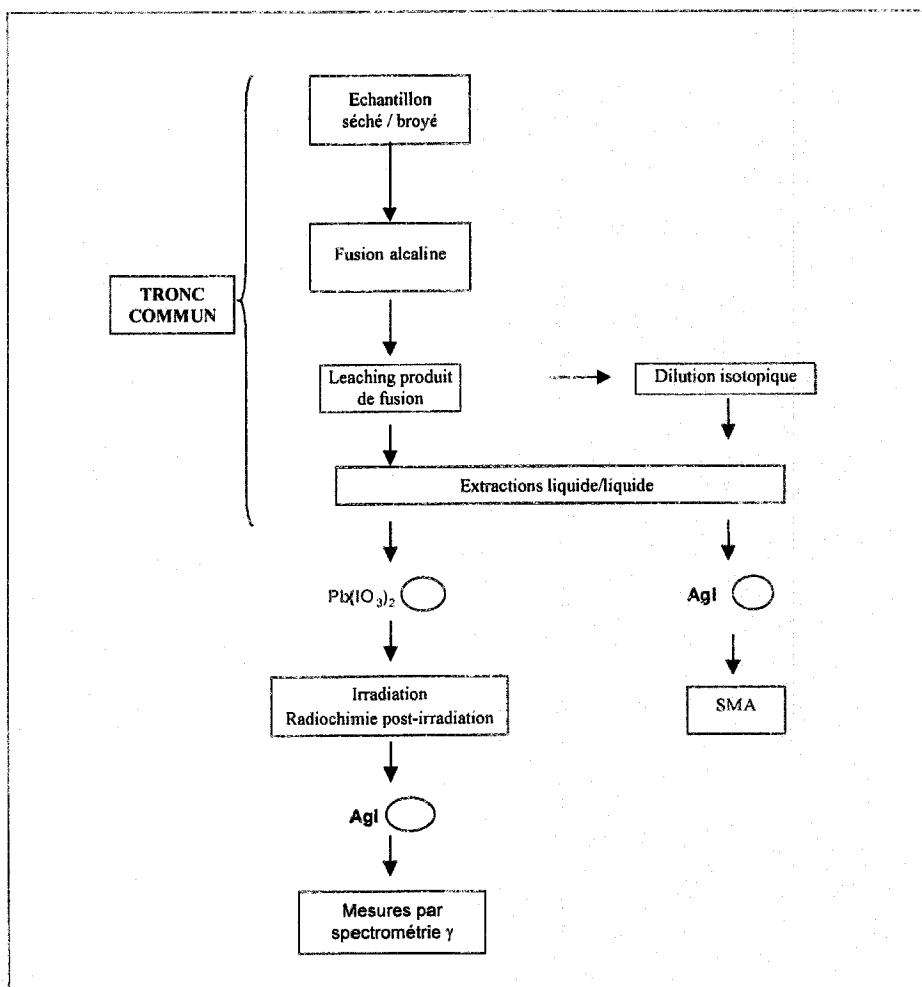 Echantillon
séché / broyé
Fusion alcaline
TRONC
COMMUN
Leaching produit
de fusion
Dilution isotopique
Extractions liquide/liquide
Pb(IO₃)₂
AgI
Irradiation
Radiochimie post-irradiation
SMA
AgI
Mesures par
spectrométrie γ